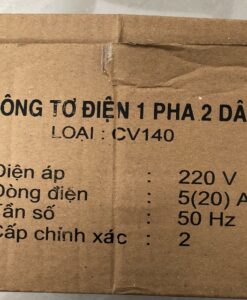 ÔNG TƠ ĐIỆN 1 PHA 2 DÂ
LOẠI : CV140
Điện áp : 220 V
Dòng điện : 5(20) A
Tần số : 50 Hz
Cấp chính xác : 2